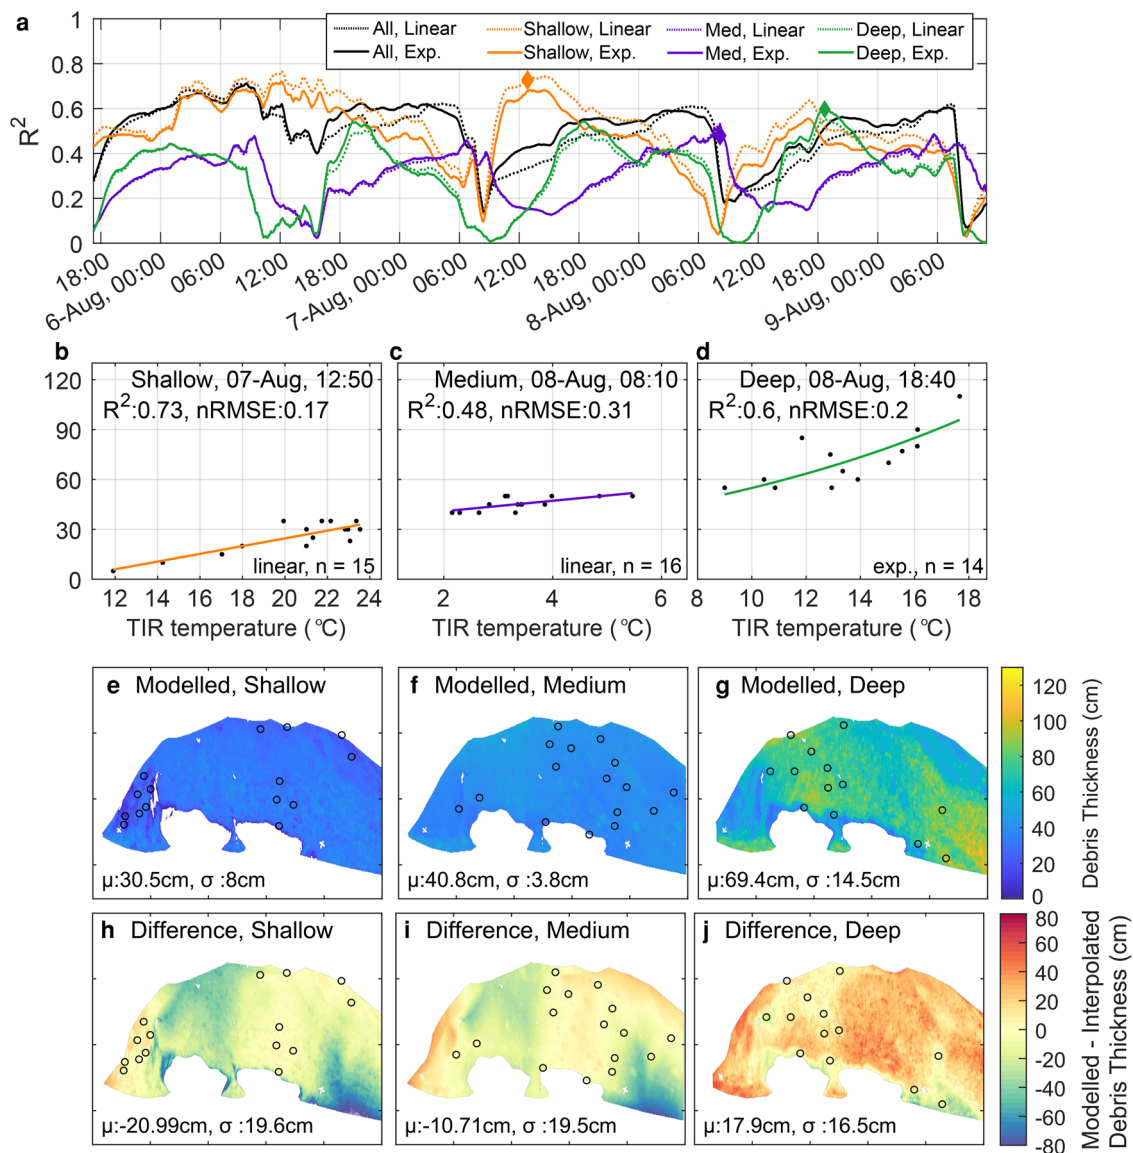 a
All, Linear
All, Exp.
Shallow, Linear
Shallow, Exp.
Med, Linear
Med, Exp.
Deep, Linear
Deep, Exp.
R²
1
0.8
0.6
0.4
0.2
0
18:00
6-Aug, 00:00
06:00
12:00
18:00
7-Aug, 00:00
06:00
12:00
18:00
8-Aug, 00:00
06:00
12:00
18:00
9-Aug, 00:00
06:00
b
Shallow, 07-Aug, 12:50
R²:0.73, nRMSE:0.17
linear, n = 15
120
90
60
30
0
12 14 16 18 20 22 24
TIR temperature (°C)
c
Medium, 08-Aug, 08:10
R²:0.48, nRMSE:0.31
linear, n = 16
2 4 6
TIR temperature (°C)
d
Deep, 08-Aug, 18:40
R²:0.6, nRMSE:0.2
exp., n = 14
8 10 12 14 16 18
TIR temperature (°C)
e Modelled, Shallow
μ:30.5cm, σ :8cm
f Modelled, Medium
μ:40.8cm, σ :3.8cm
g Modelled, Deep
μ:69.4cm, σ :14.5cm
120
100
80
60
40
20
0
Debris Thickness (cm)
h Difference, Shallow
μ:-20.99cm, σ :19.6cm
i Difference, Medium
μ:-10.71cm, σ :19.5cm
j Difference, Deep
μ:17.9cm, σ :16.5cm
80
60
40
20
0
-20
-40
-60
-80
Modelled - Interpolated
Debris Thickness (cm)